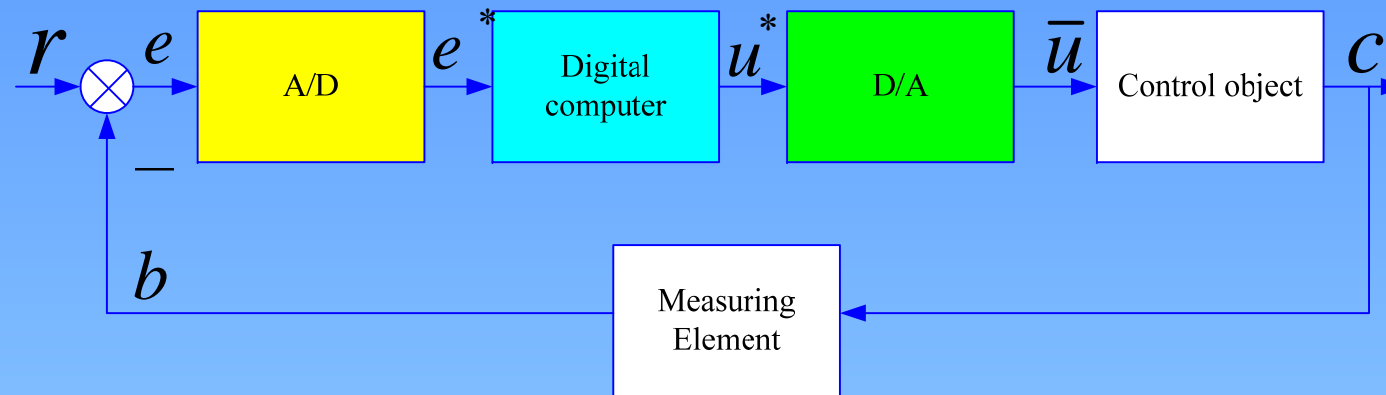 r
e
A/D
e*
Digital
computer
u*
D/A
u̅
Control object
c
−
b
Measuring
Element